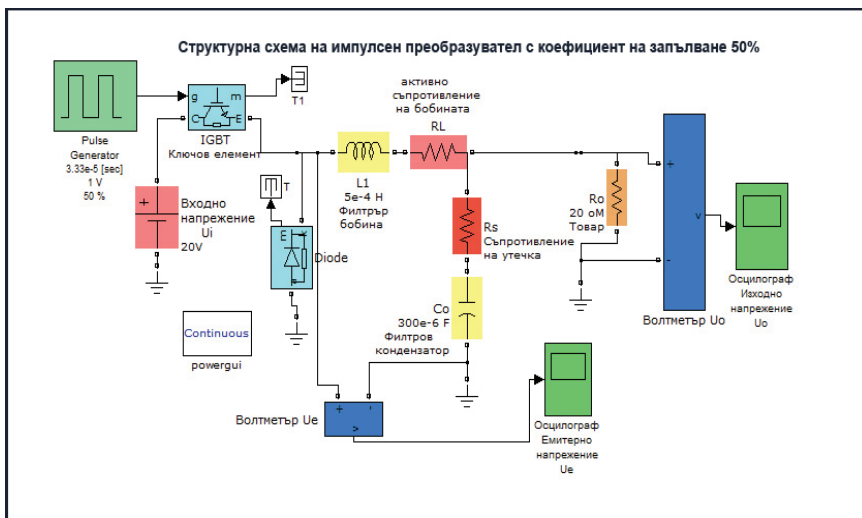 Структурна схема на импулсен преобразувател с коефициент на запълване 50%
g
m
C
E
T1
IGBT
Ключов елемент
Pulse
Generator
3.33e-5 [sec]
1 V
50 %
+
Входно
напрежение
Ui
20V
T
E
к
Diode
активно
съпротивление
на бобината
RL
L1
5e-4 H
Филтрър
бобина
Rs
Съпротивление
на утечка
Co
300e-6 F
Филтров
кондензатор
Ro
20 оМ
Товар
+
v
-
Волтметър Uo
Осцилограф
Изходно
напрежение
Uo
Continuous
powergui
Волтметър Ue
+
-
v
Осцилограф
Емитерно
напрежение
Ue